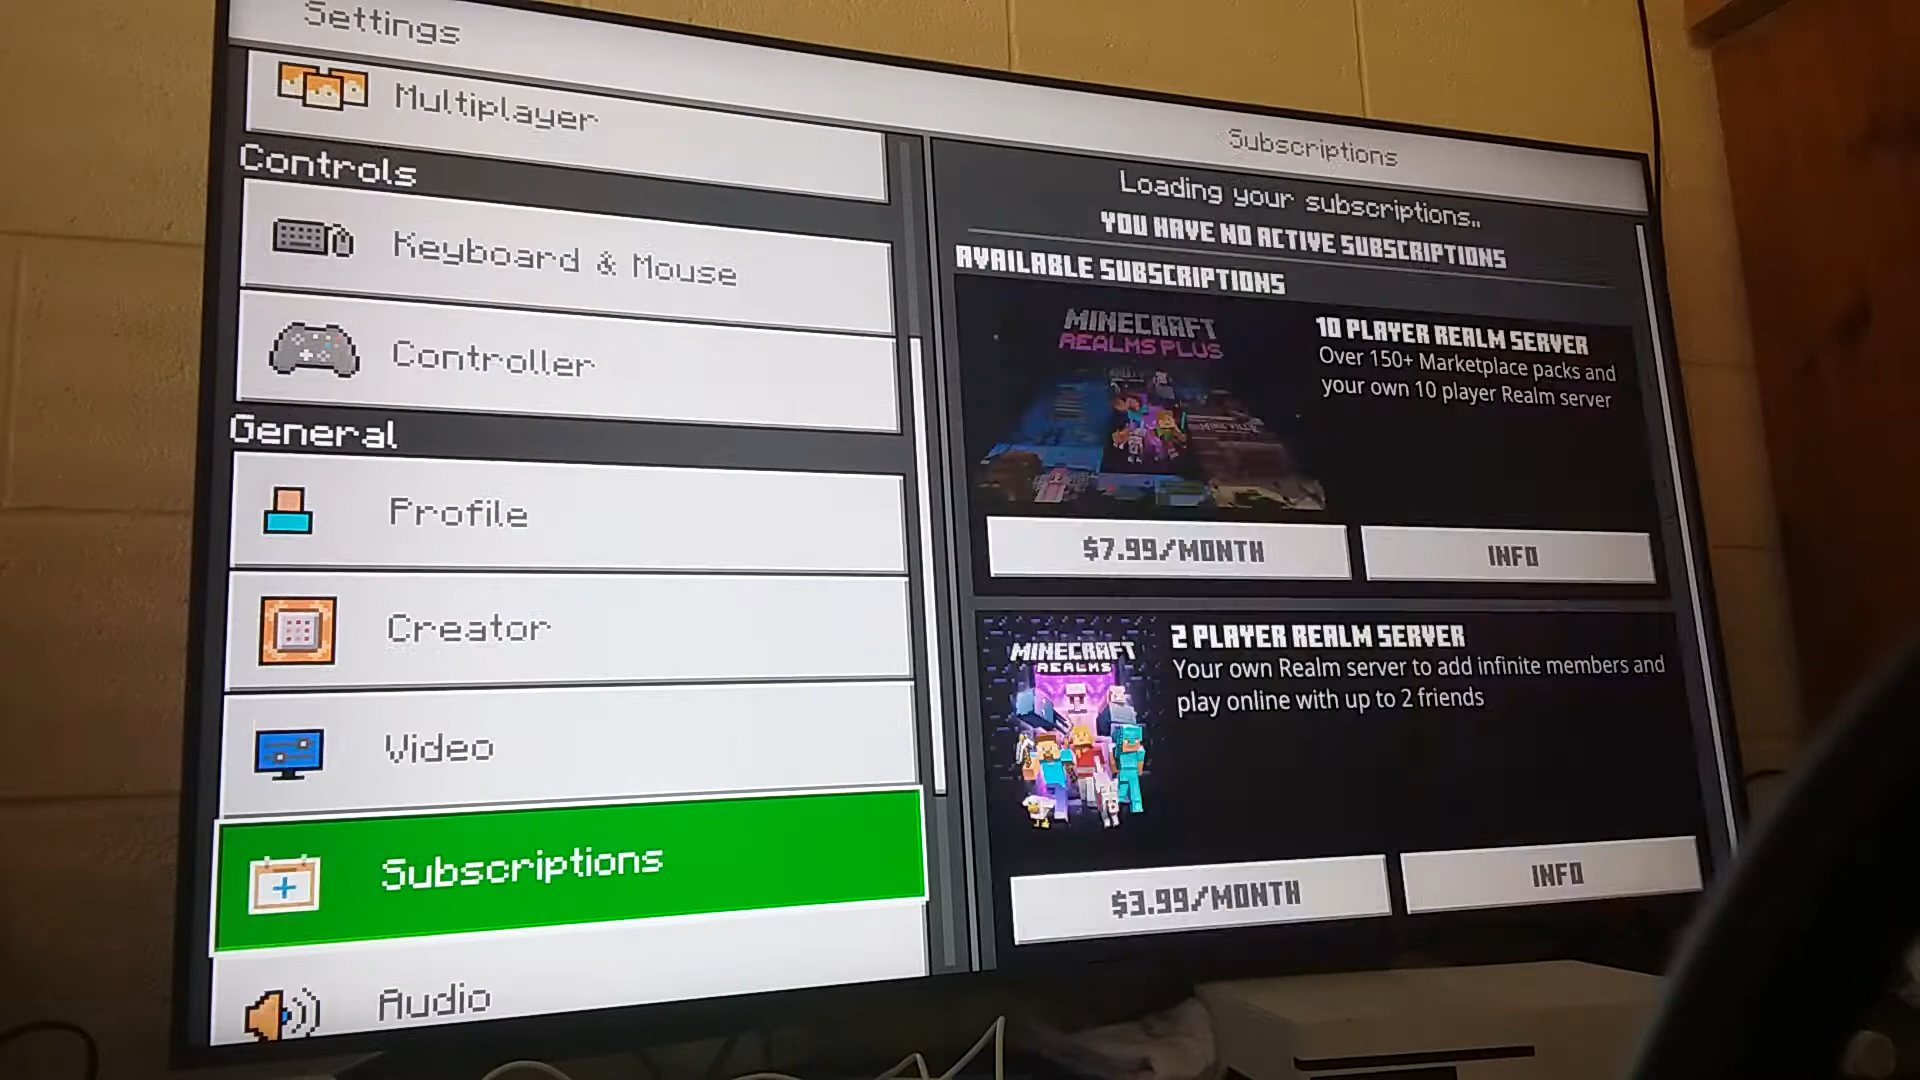 Settings
Multiplayer
Controls
Keyboard & Mouse
Controller
General
Profile
Creator
Video
Subscriptions
Audio
Subscriptions
Loading your subscriptions..
YOU HAVE NO ACTIVE SUBSCRIPTIONS
AVAILABLE SUBSCRIPTIONS
MINECRAFT
REALMS PLUS
10 PLAYER REALM SERVER
Over 150+ Marketplace packs and
your own 10 player Realm server
$7.99/MONTH
INFO
MINECRAFT
REALMS
2 PLAYER REALM SERVER
Your own Realm server to add infinite members and
play online with up to 2 friends
$3.99/MONTH
INFO